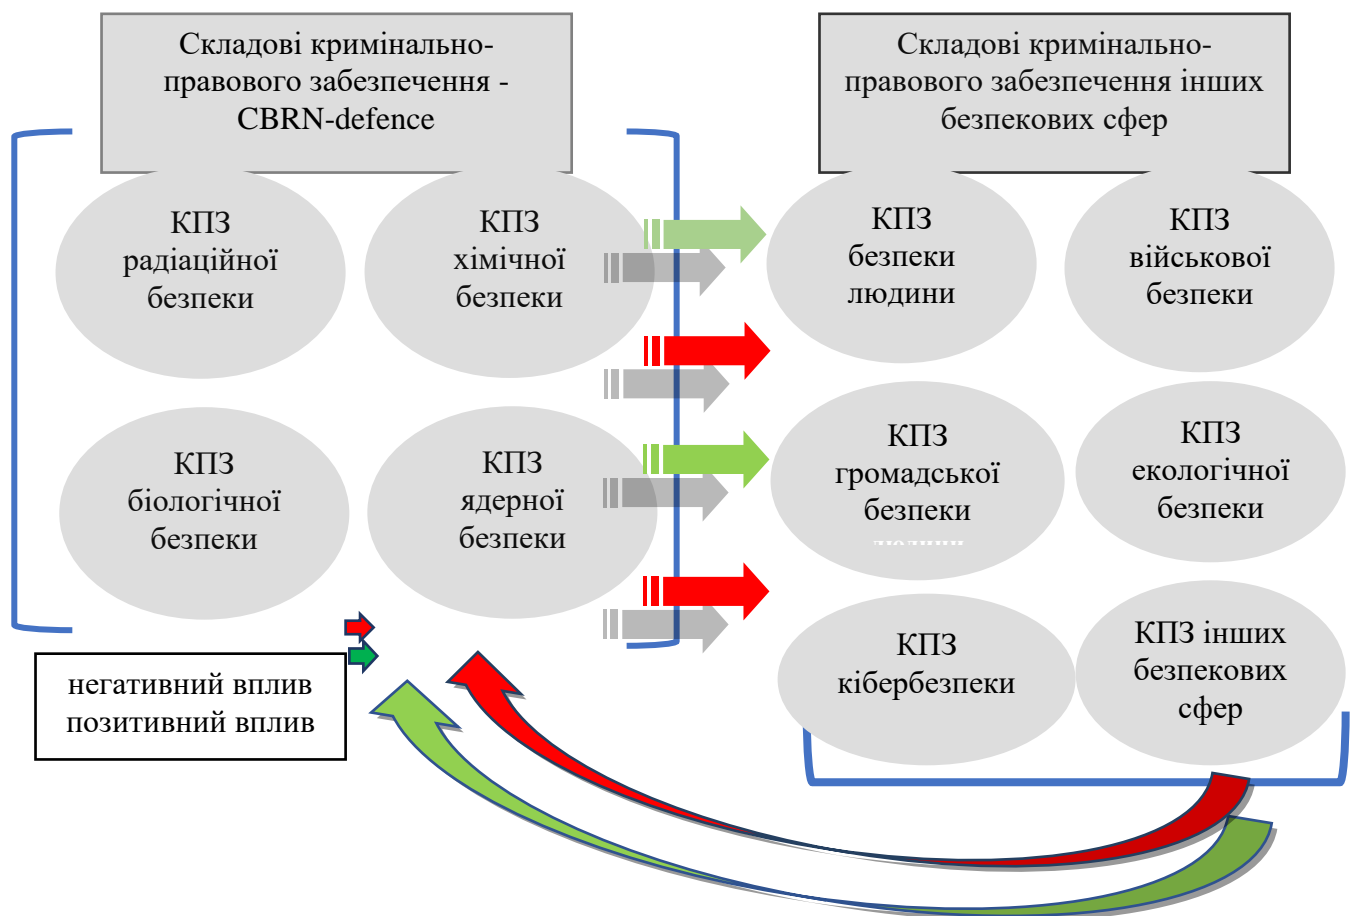 Складові кримінально-
правового забезпечення -
CBRN-defence
Складові кримінально-
правового забезпечення інших
безпекових сфер
КПЗ
радіаційної
безпеки
КПЗ
хімічної
безпеки
КПЗ
безпеки
людини
КПЗ
військової
безпеки
КПЗ
біологічної
безпеки
КПЗ
ядерної
безпеки
КПЗ
громадської
безпеки
КПЗ
екологічної
безпеки
КПЗ
кібербезпеки
КПЗ інших
безпекових
сфер
негативний вплив
позитивний вплив